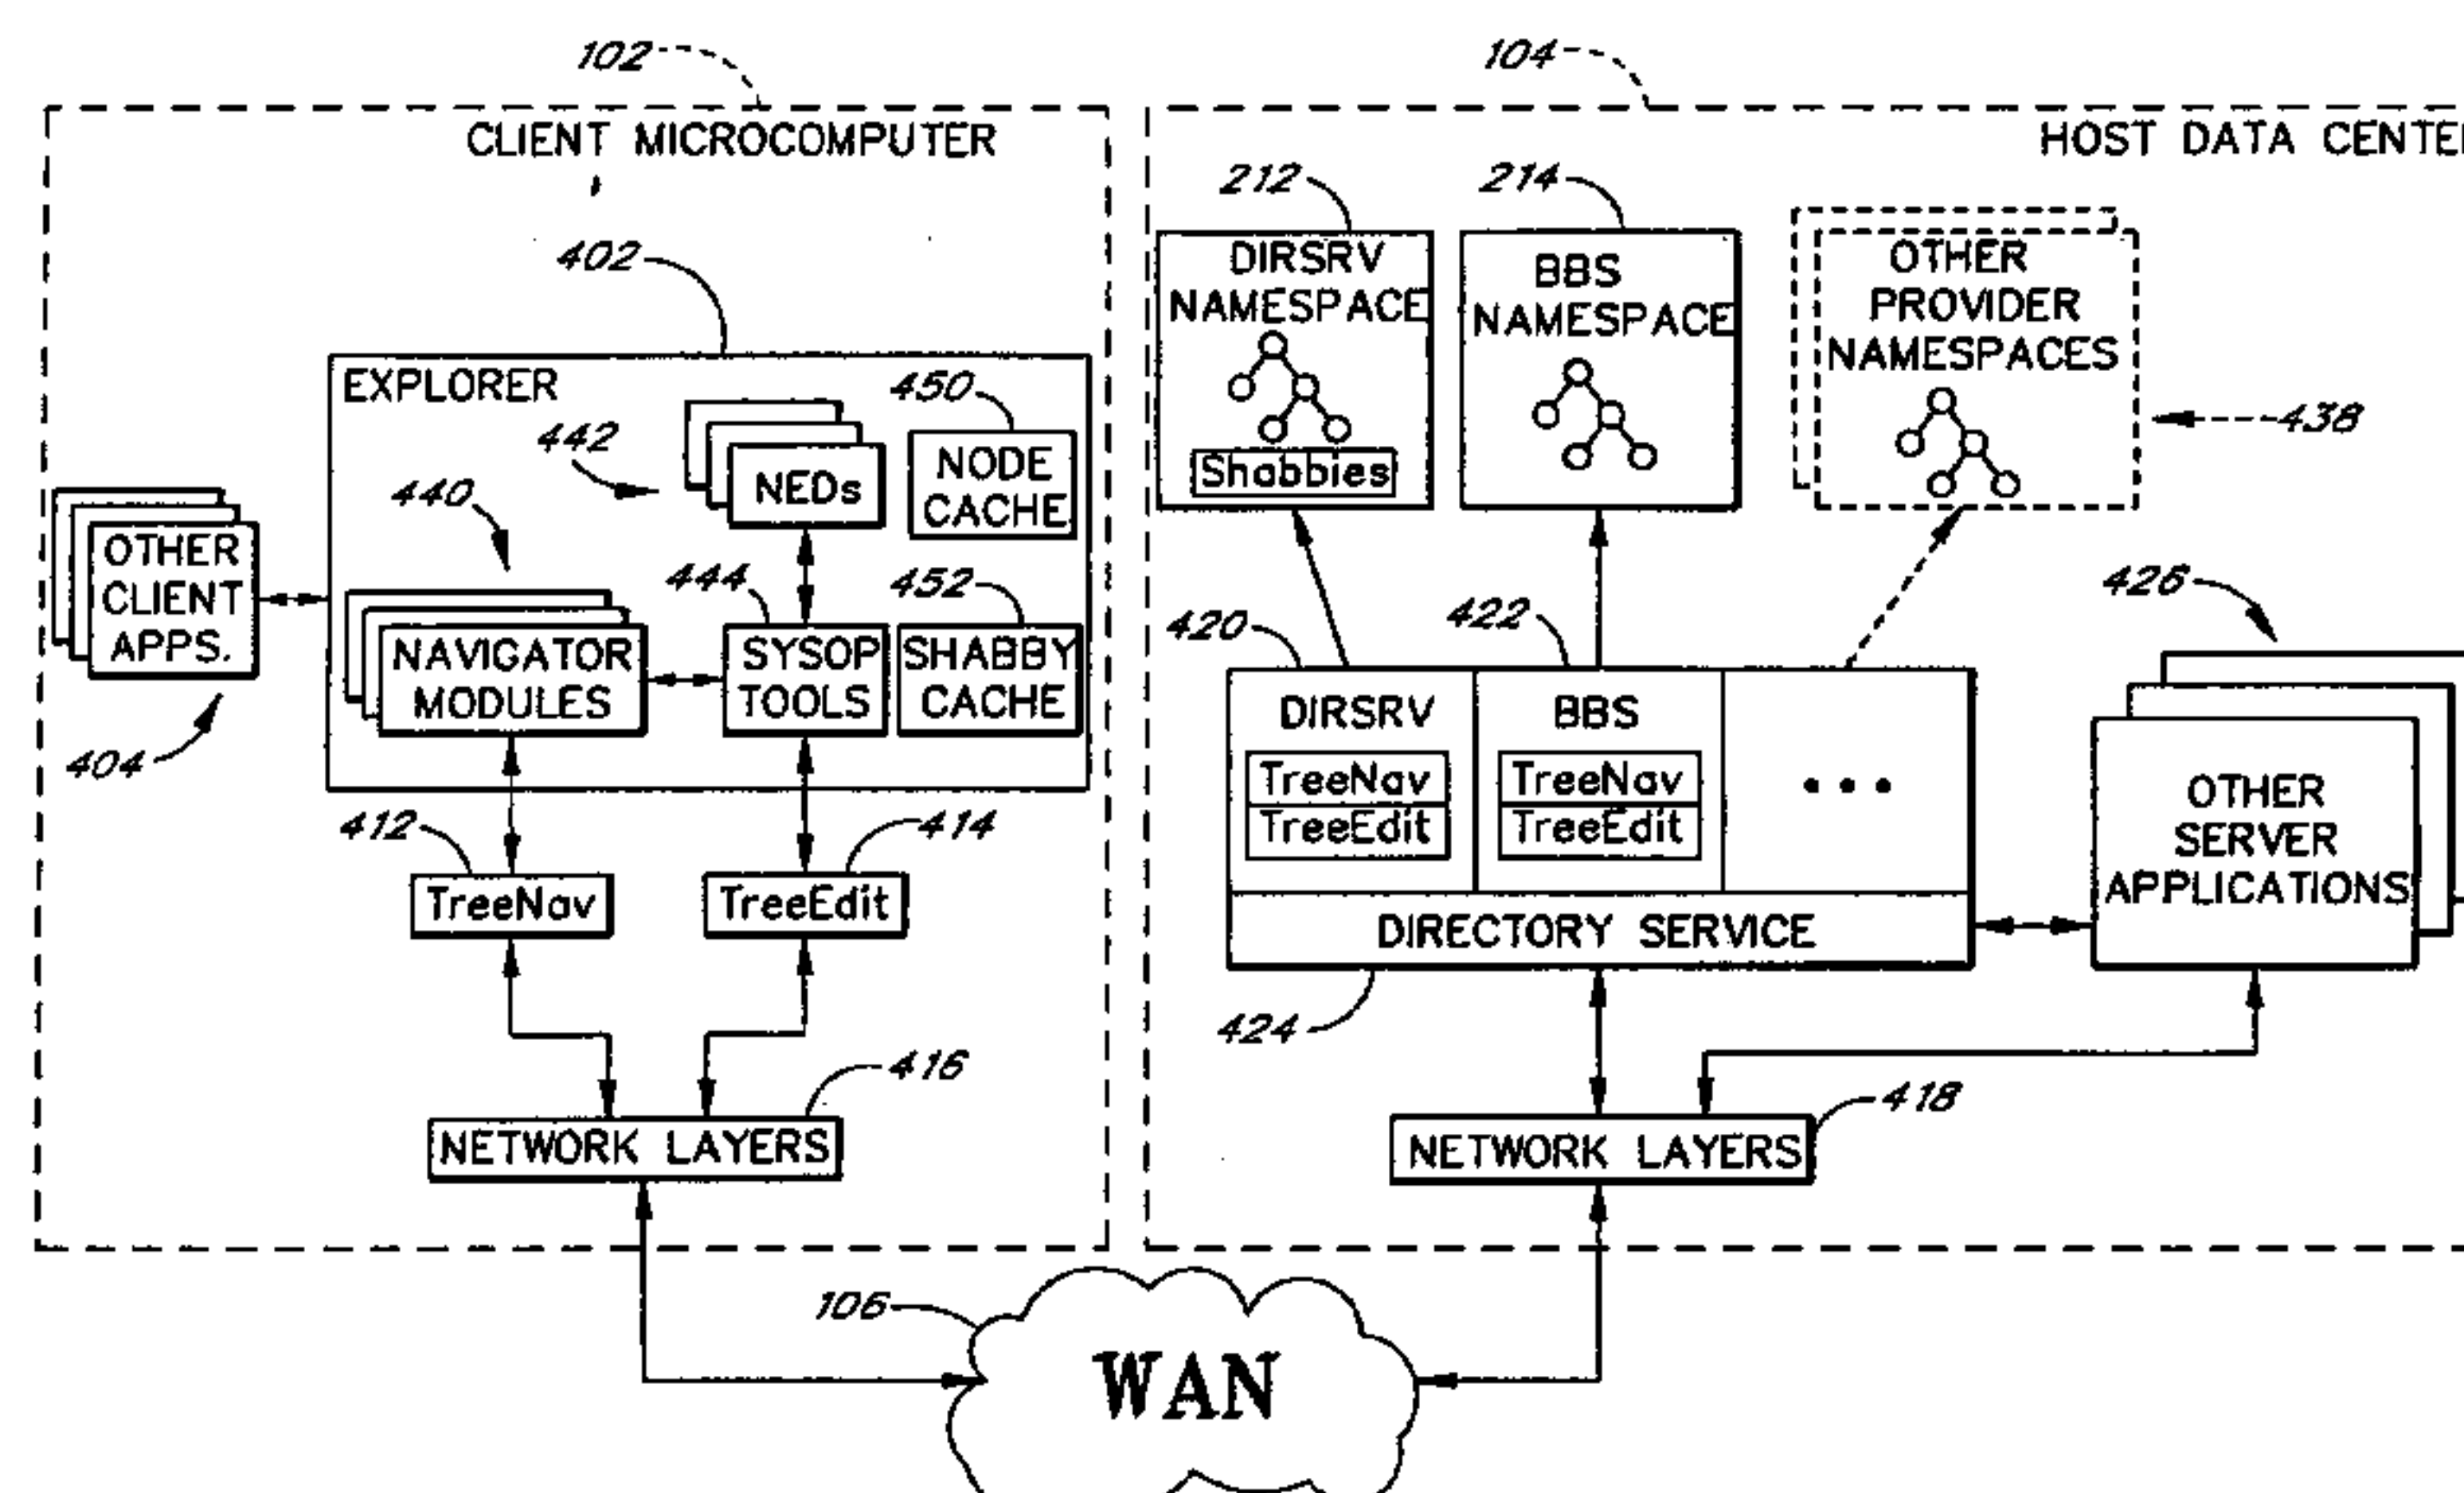 102
104
CLIENT MICROCOMPUTER
HOST DATA CENTE
212
214
402
DIRSRV
NAMESPACE
Shabbies
BBS
NAMESPACE
OTHER
PROVIDER
NAMESPACES
438
EXPLORER
450
442
NEDs
NODE
CACHE
440
OTHER
CLIENT
APPS.
404
444
452
NAVIGATOR
MODULES
SYSOP
TOOLS
SHABBY
CACHE
420
422
426
DIRSRV
TreeNav
TreeEdit
BBS
TreeNav
TreeEdit
• • •
DIRECTORY SERVICE
OTHER
SERVER
APPLICATIONS
412
414
TreeNav
TreeEdit
424
416
418
NETWORK LAYERS
NETWORK LAYERS
106
WAN